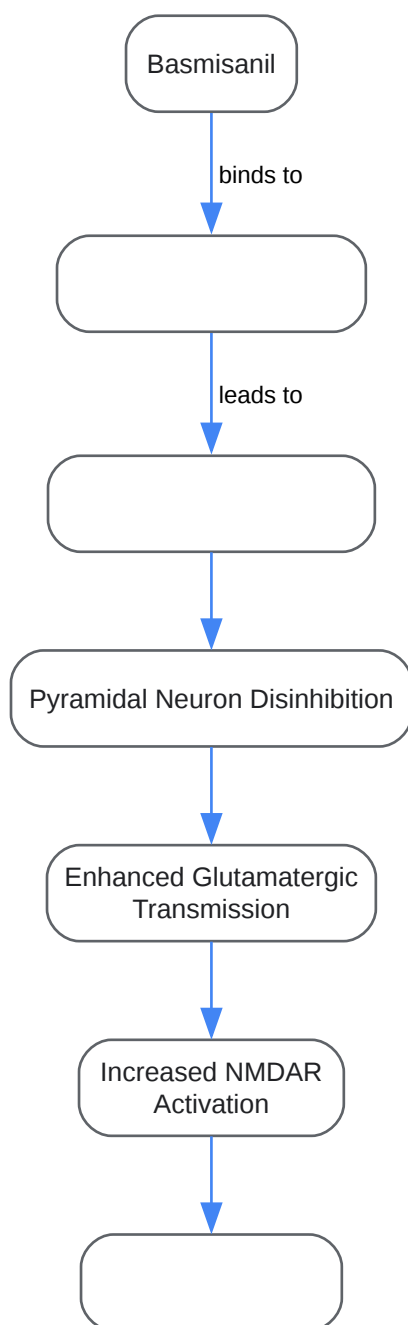 Basmisanil
binds to
leads to
Pyramidal Neuron Disinhibition
Enhanced Glutamatergic
Transmission
Increased NMDAR
Activation